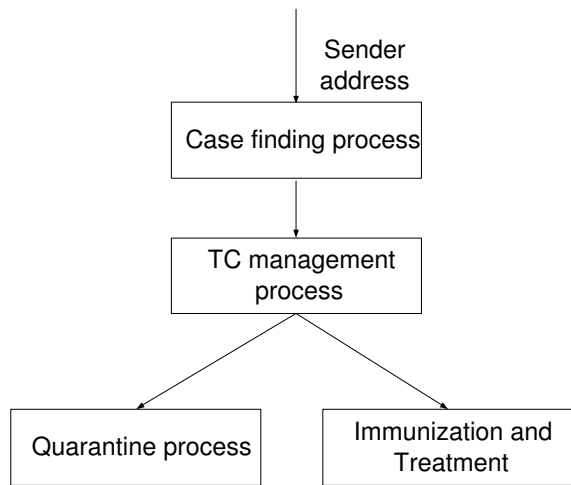 Sender
address
Case finding process
TC management
process
Quarantine process
Immunization and
Treatment